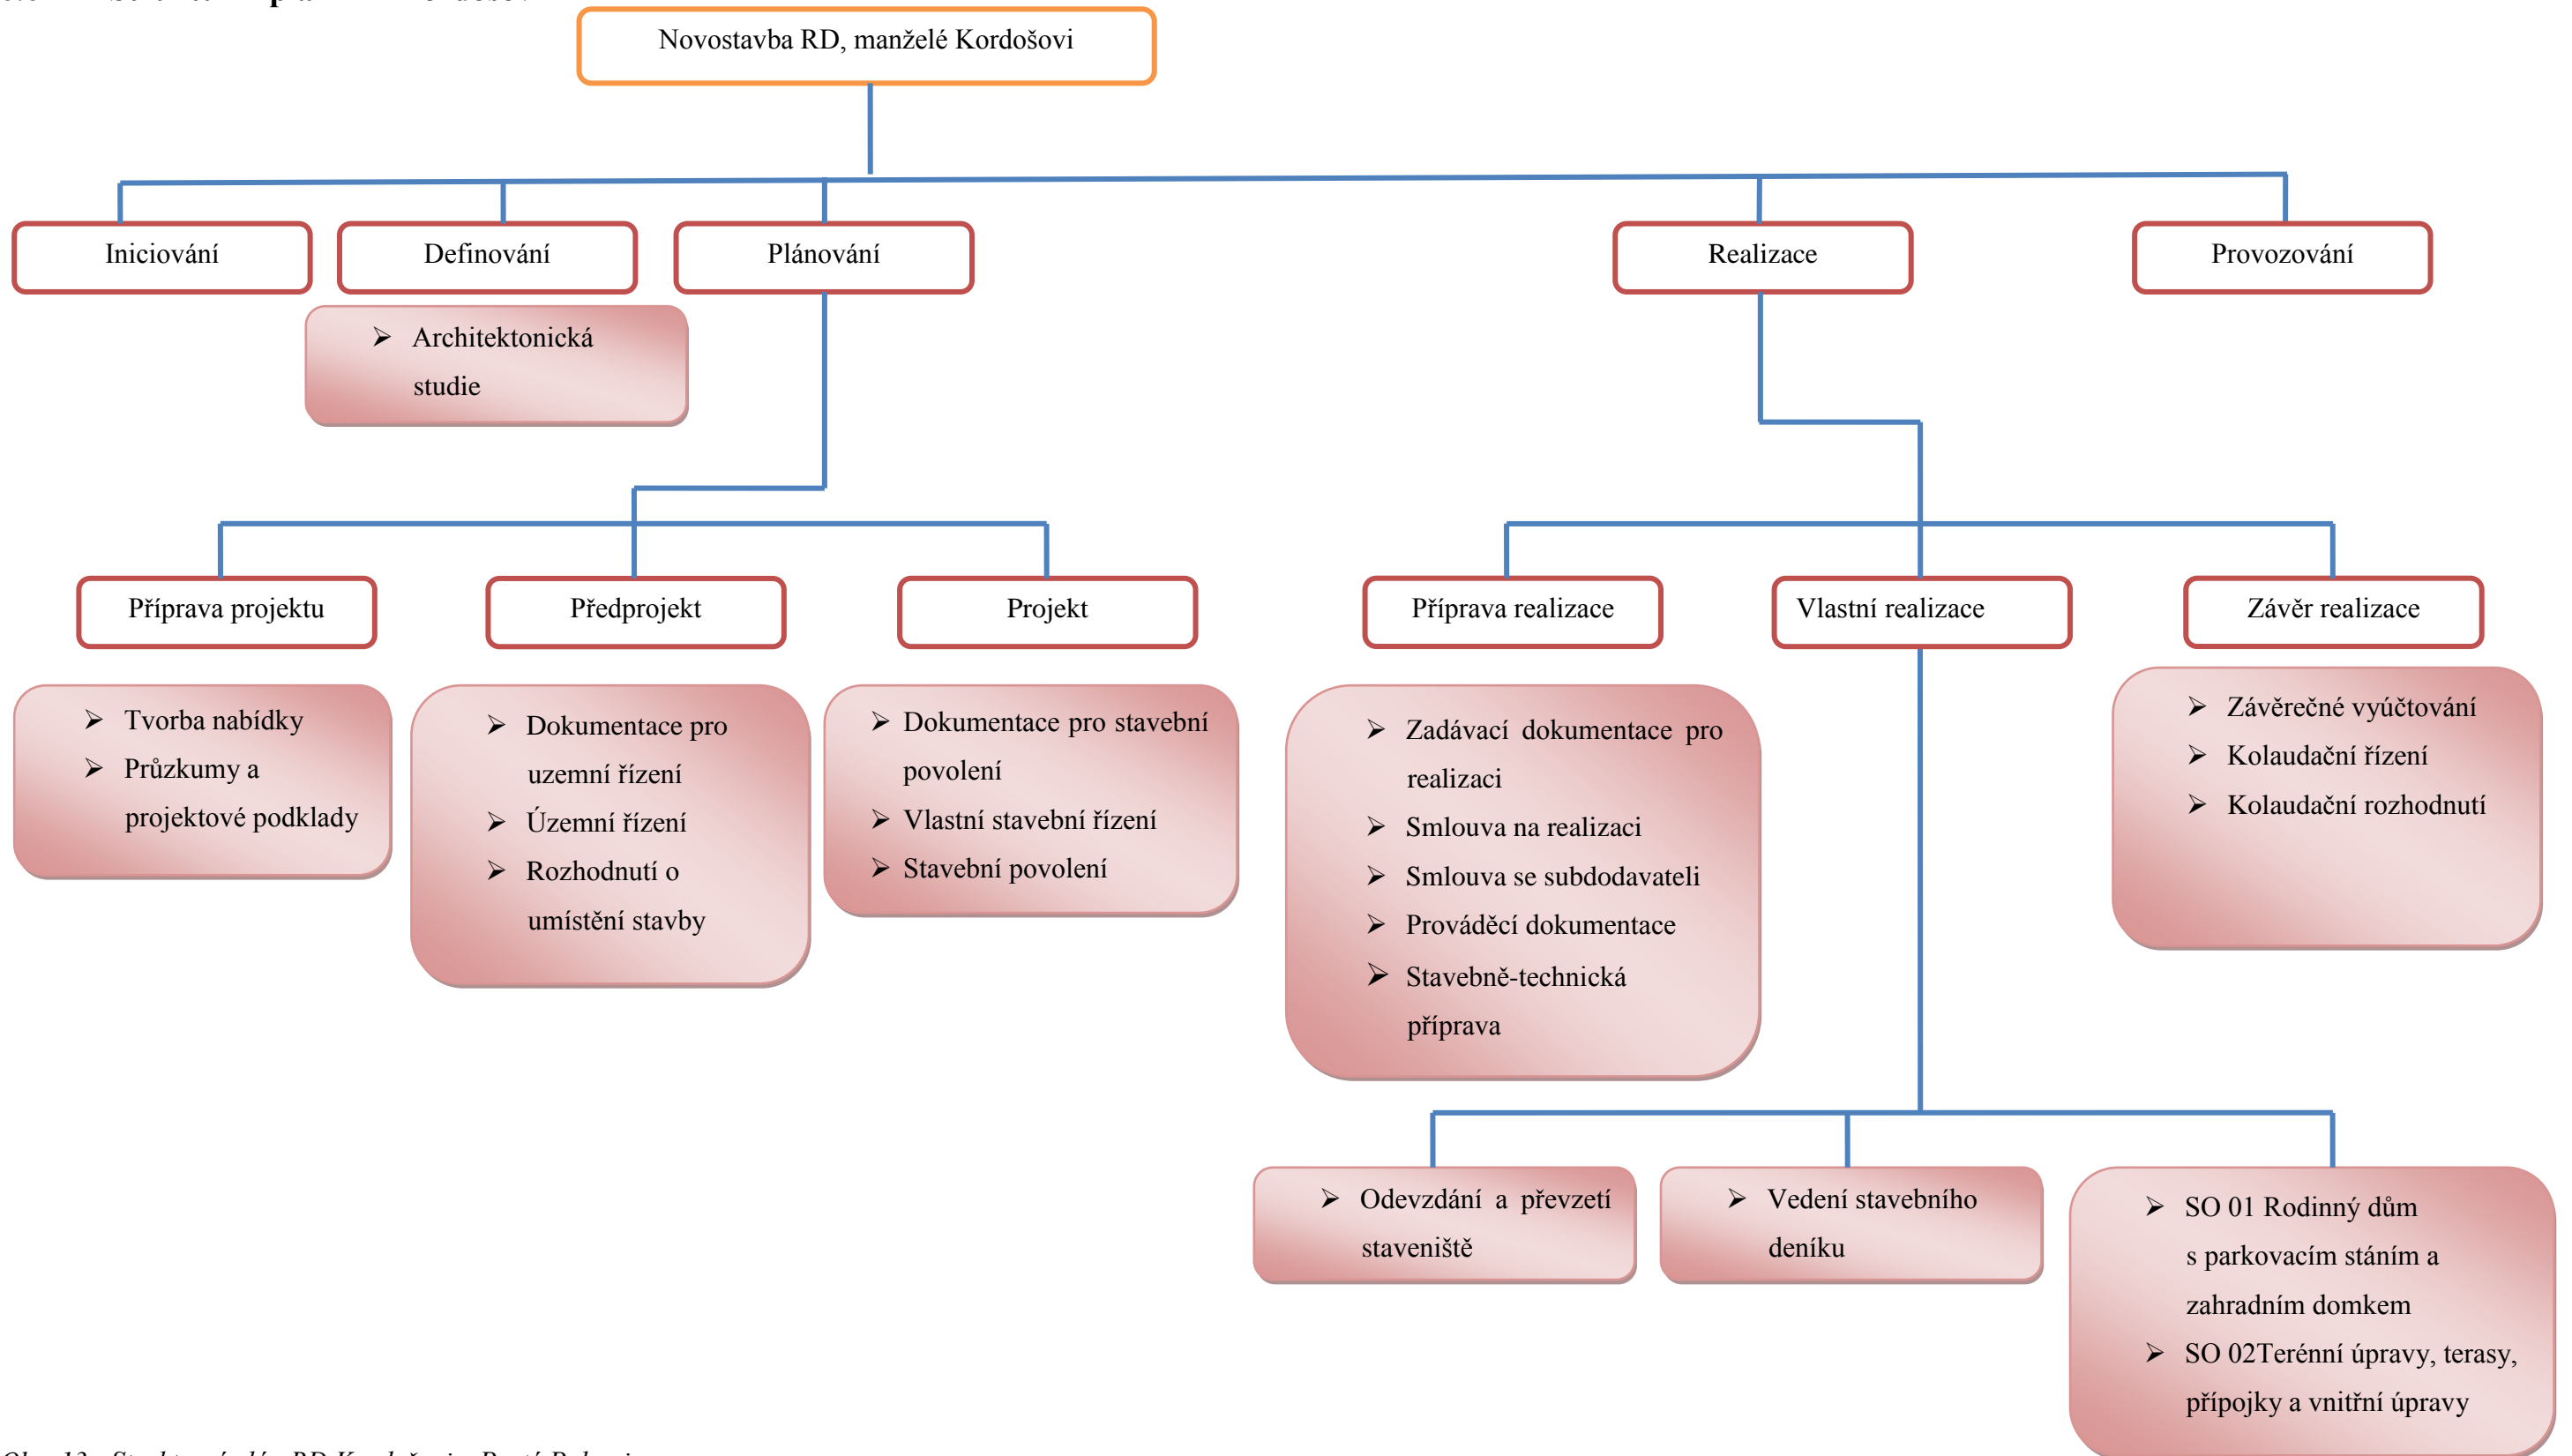 Novostavba RD, manželé Kordošovi
Iniciování
Definování
Plánování
Realizace
Provozování
➢ Architektonická
studie
Příprava projektu
Předprojekt
Projekt
Příprava realizace
Vlastní realizace
Závěr realizace
➢ Tvorba nabídky
➢ Průzkumy a
projektové podklady
➢ Dokumentace pro
uzemní řízení
➢ Územní řízení
➢ Rozhodnutí o
umístění stavby
➢ Dokumentace pro stavební
povolení
➢ Vlastní stavební řízení
➢ Stavební povolení
➢ Zadávací dokumentace pro
realizaci
➢ Smlouva na realizaci
➢ Smlouva se subdodavateli
➢ Prováděcí dokumentace
➢ Stavebně-technická
příprava
➢ Závěrečné vyúčtování
➢ Kolaudační řízení
➢ Kolaudační rozhodnutí
➢ Odevzdání a převzetí
staveniště
➢ Vedení stavebního
deníku
➢ SO 01 Rodinný dům
s parkovacím stáním a
zahradním domkem
➢ SO 02Terénní úpravy, terasy,
přípojky a vnitřní úpravy